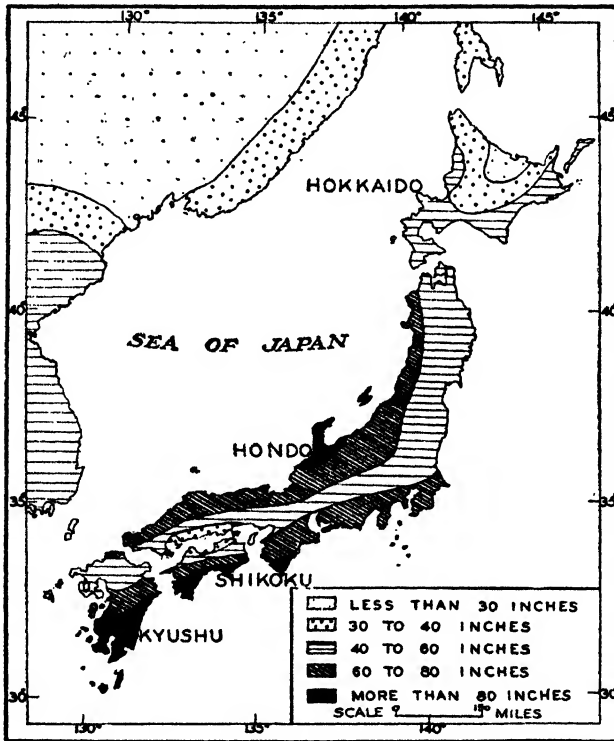 130° 135° 140° 145°
45 45
HOKKAIDO
40 40
SEA OF JAPAN
HONDO
35 35
SHIKOKU
KYUSHU
LESS THAN 30 INCHES
30 TO 40 INCHES
40 TO 60 INCHES
60 TO 80 INCHES
MORE THAN 80 INCHES
SCALE 0 MILES
30 30
130° 135° 140°